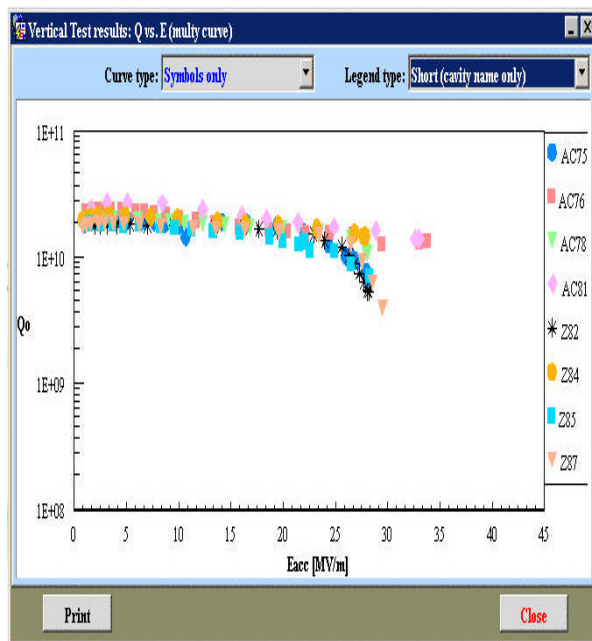 Vertical Test results: Q vs. E (multy curve)
Curve type: Symbols only Legend type: Short (cavity name only)
1E+11
1E+10
Qo
1E+09
1E+08
0 5 10 15 20 25 30 35 40 45
Eacc [MV/m]
AC75
AC76
AC78
AC81
Z82
Z84
Z85
Z87
Print Close